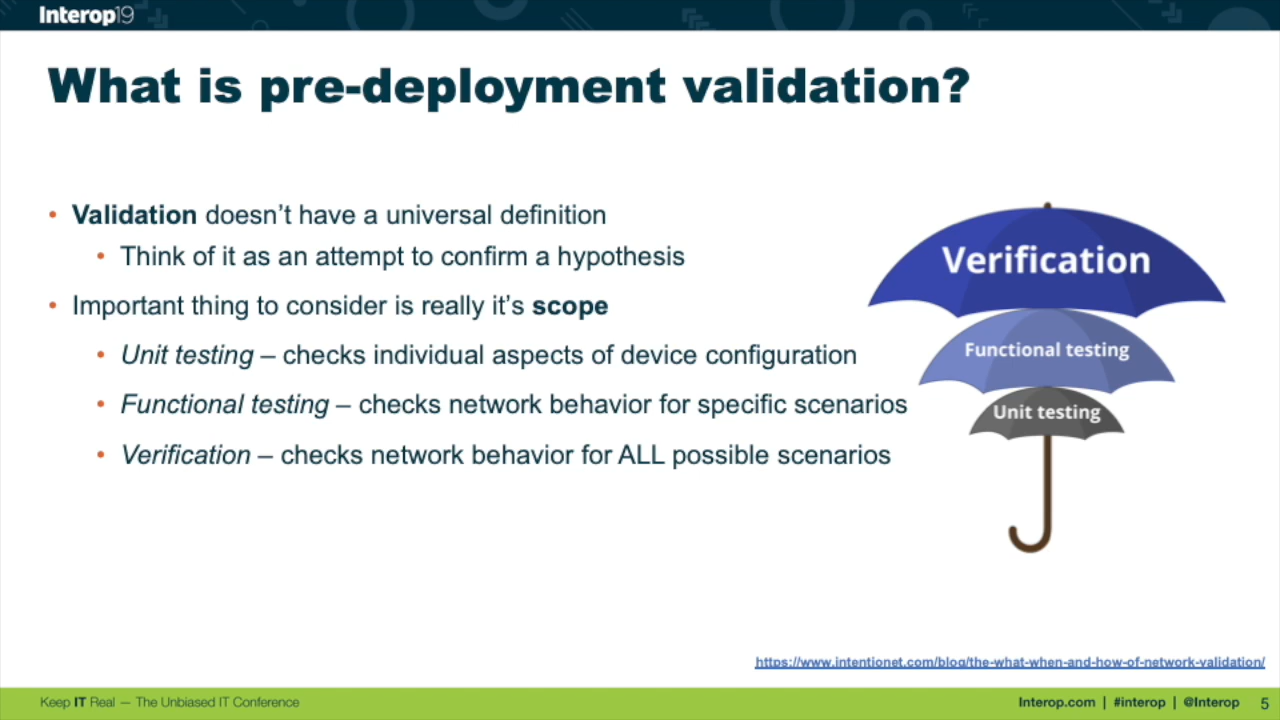 Interop19
What is pre-deployment validation?
• Validation doesn't have a universal definition
• Think of it as an attempt to confirm a hypothesis
• Important thing to consider is really it's scope
• Unit testing – checks individual aspects of device configuration
• Functional testing – checks network behavior for specific scenarios
• Verification – checks network behavior for ALL possible scenarios
Verification
Functional testing
Unit testing
https://www.intentionet.com/blog/the-what-when-and-how-of-network-validation/
Keep IT Real — The Unbiased IT Conference
Interop.com | #interop | @Interop 5